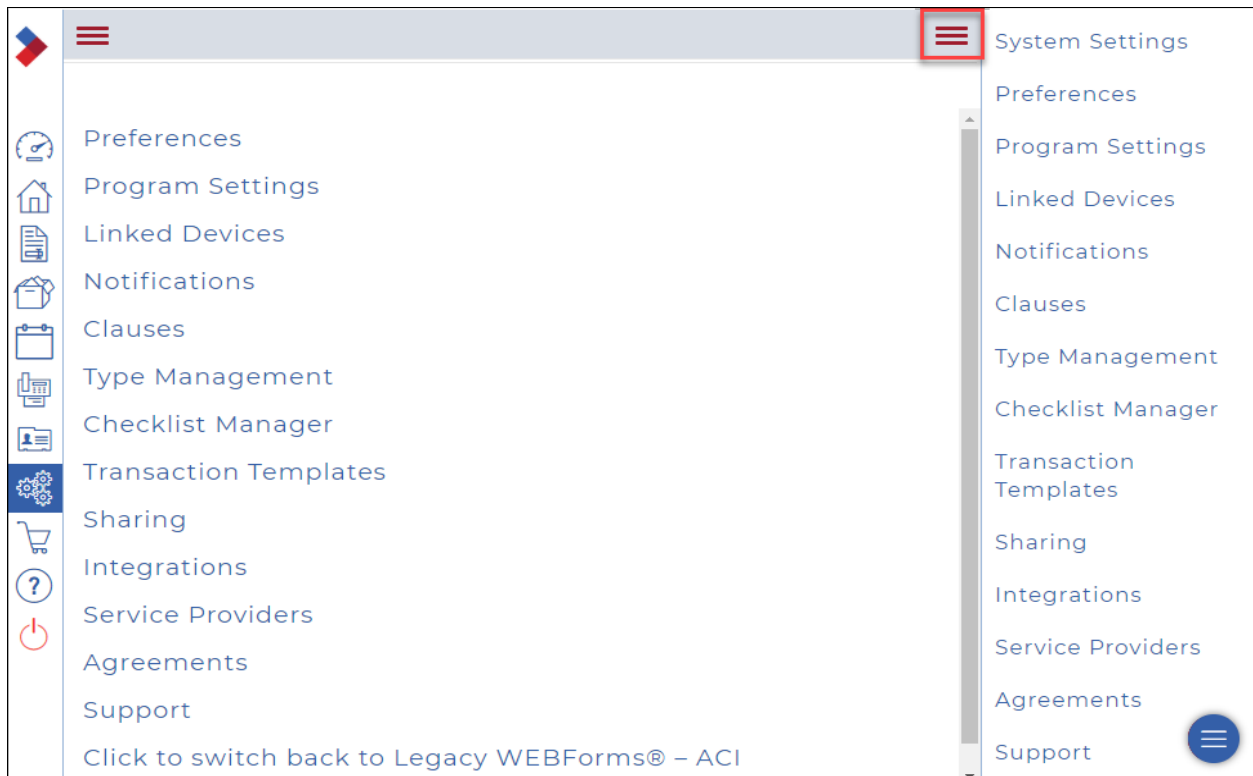 Preferences
Program Settings
Linked Devices
Notifications
Clauses
Type Management
Checklist Manager
Transaction Templates
Sharing
Integrations
Service Providers
Agreements
Support
Click to switch back to Legacy WEBForms® – ACI
System Settings
Preferences
Program Settings
Linked Devices
Notifications
Clauses
Type Management
Checklist Manager
Transaction
Templates
Sharing
Integrations
Service Providers
Agreements
Support
?